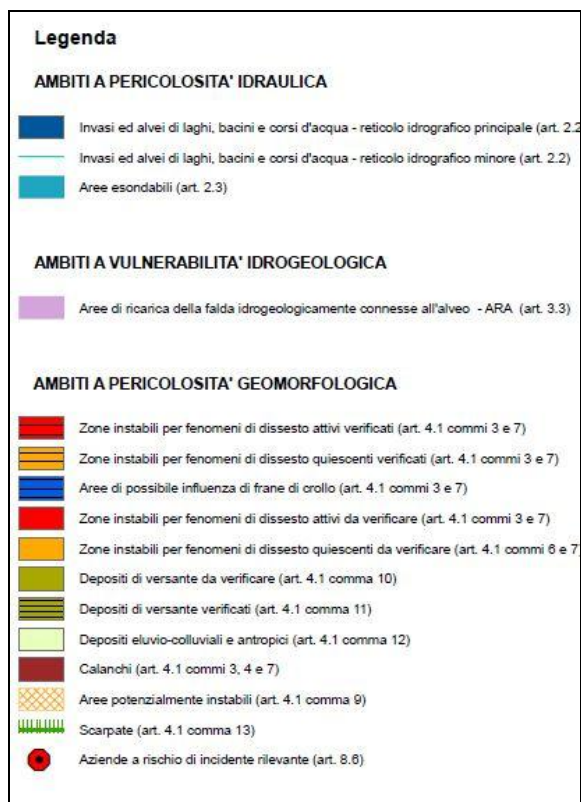 Legenda
AMBITI A PERICOLOSITA' IDRAULICA
Invasi ed alvei di laghi, bacini e corsi d'acqua - reticolo idrografico principale (art. 2.2
Invasi ed alvei di laghi, bacini e corsi d'acqua - reticolo idrografico minore (art. 2.2)
Aree esondabili (art. 2.3)
AMBITI A VULNERABILITA' IDROGEOLOGICA
Aree di ricarica della falda idrogeologicamente connesse all'alveo - ARA (art. 3.3)
AMBITI A PERICOLOSITA' GEOMORFOLOGICA
Zone instabili per fenomeni di dissesto attivi verificati (art. 4.1 commi 3 e 7)
Zone instabili per fenomeni di dissesto quiescenti verificati (art. 4.1 commi 3 e 7)
Aree di possibile influenza di frane di crollo (art. 4.1 commi 3 e 7)
Zone instabili per fenomeni di dissesto attivi da verificare (art. 4.1 commi 3 e 7)
Zone instabili per fenomeni di dissesto quiescenti da verificare (art. 4.1 commi 6 e 7)
Depositi di versante da verificare (art. 4.1 comma 10)
Depositi di versante verificati (art. 4.1 comma 11)
Depositi eluvio-colluviali e antropici (art. 4.1 comma 12)
Calanchi (art. 4.1 commi 3, 4 e 7)
Aree potenzialmente instabili (art. 4.1 comma 9)
Scarpate (art. 4.1 comma 13)
Aziende a rischio di incidente rilevante (art. 8.6)